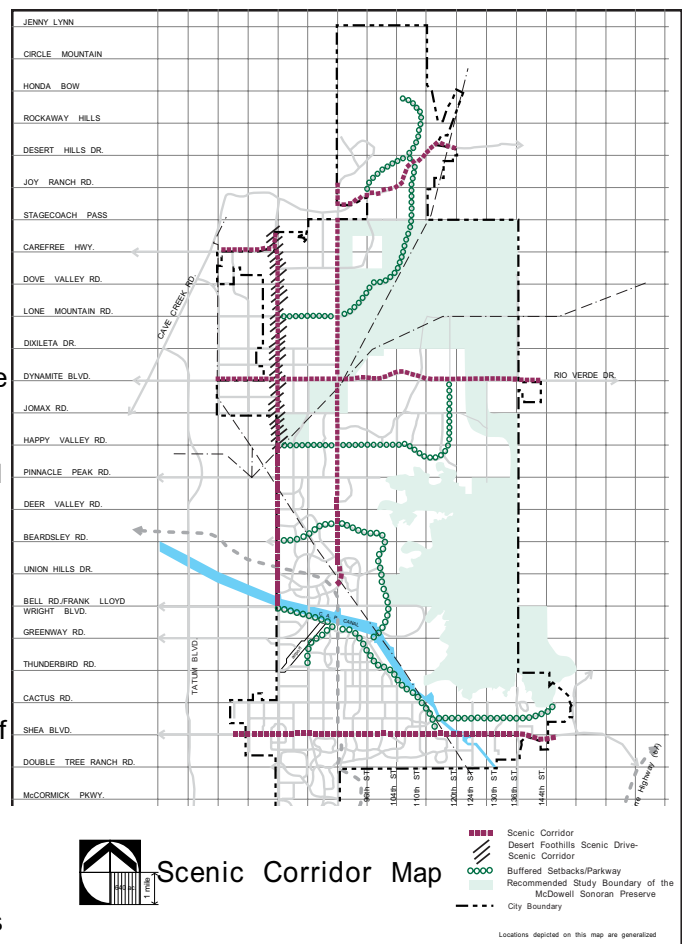 JENNY LYNN
CIRCLE MOUNTAIN
HONDA BOW
ROCKAWAY HILLS
DESERT HILLS DR.
JOY RANCH RD.
STAGECOACH PASS
CAREFREE HWY.
DOVE VALLEY RD.
CAVE CREEK RD.
LONE MOUNTAIN RD.
DIXILETA DR.
DYNAMITE BLVD.
RIO VERDE DR.
JOMAX RD.
HAPPY VALLEY RD.
PINNACLE PEAK RD.
DEER VALLEY RD.
BEARDSLEY RD.
UNION HILLS DR.
BELL RD./FRANK LLOYD
WRIGHT BLVD.
C. A. P. CANAL
GREENWAY RD.
THUNDERBIRD RD.
TATUM BLVD.
CACTUS RD.
SHEA BLVD.
DOUBLE TREE RANCH RD.
McCORMICK PKWY.
96th ST.
104th ST.
110th ST.
120th ST.
124th ST.
130th ST.
136th ST.
144th ST.
ne Highway (87)
e
f
s
640 ac.
1 mile
Scenic Corridor Map
Scenic Corridor
Desert Foothills Scenic Drive-
Scenic Corridor
Buffered Setbacks/Parkway
Recommended Study Boundary of the
McDowell Sonoran Preserve
City Boundary
Locations depicted on this map are generalized